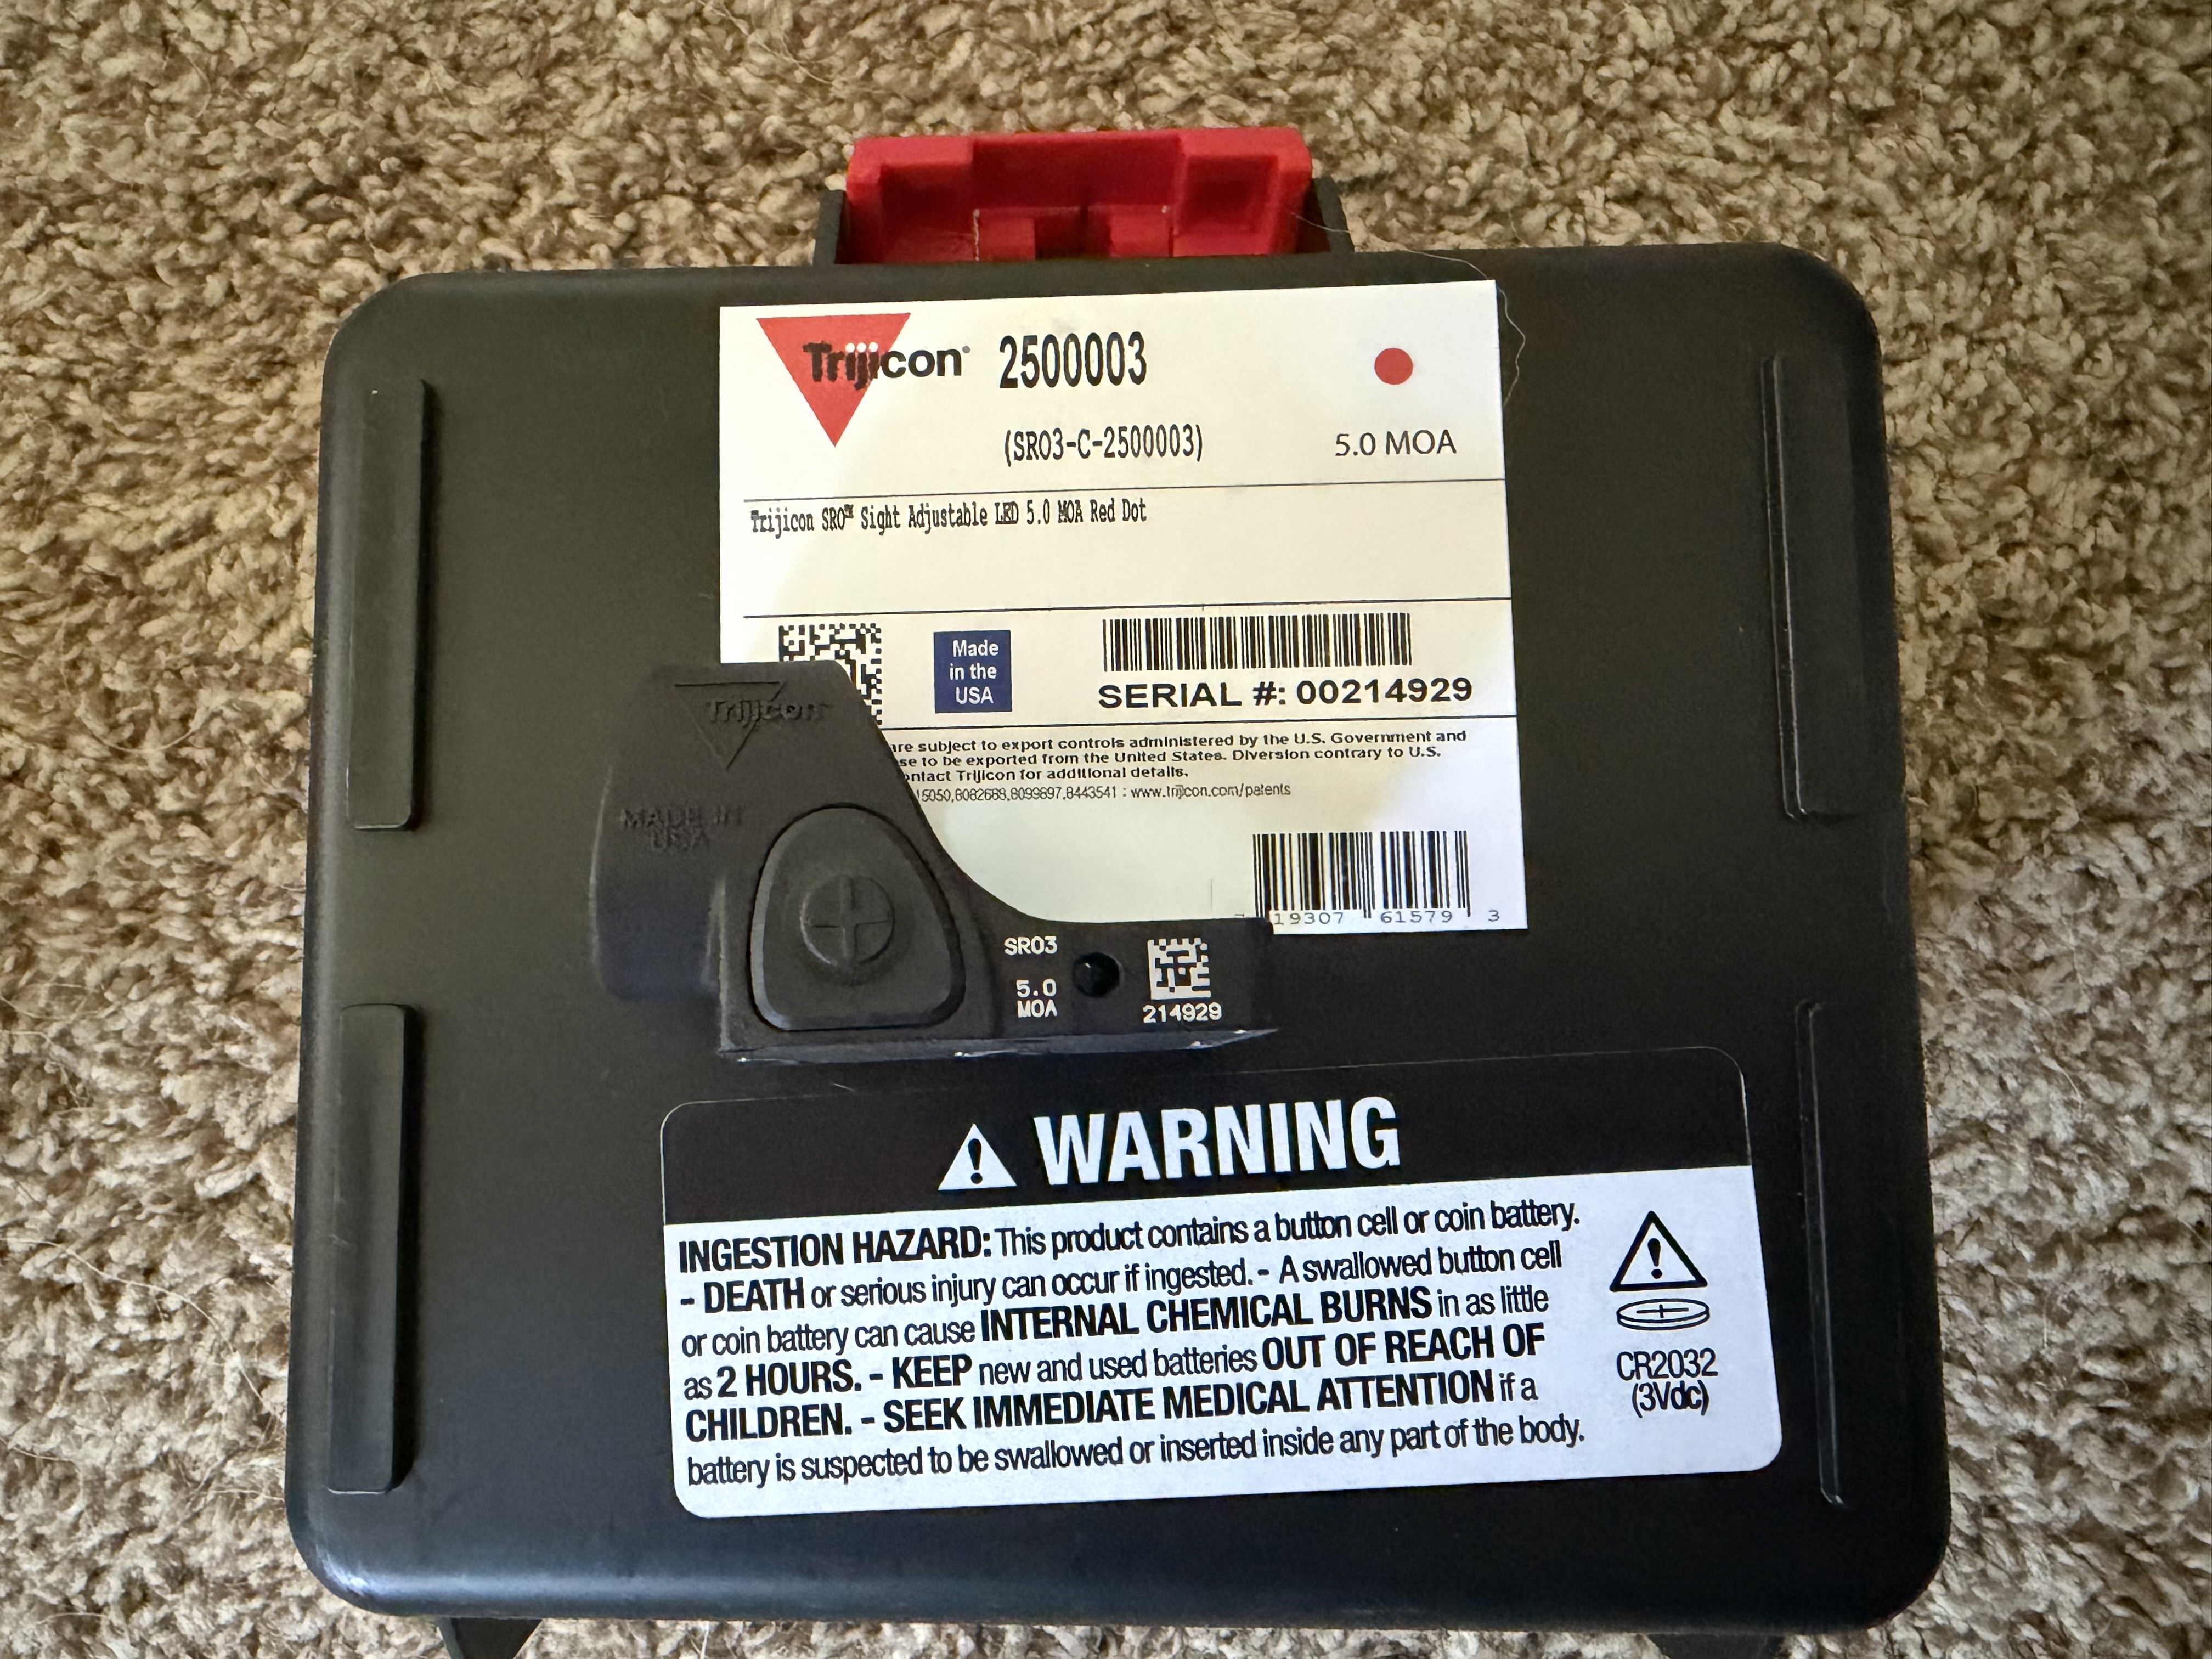 Trijicon® 2500003
(SRO3-C-2500003) 5.0 MOA
Trijicon SRO™ Sight Adjustable LED 5.0 MOA Red Dot
Made
in the
USA
SERIAL #: 00214929
are subject to export controls administered by the U.S. Government and
to be exported from the United States. Diversion contrary to U.S.
Trijicon for additional details.
8082688,8099897,8443541 : www.trijicon.com/patents
19307 61579 3
Trijicon
MADE IN
USA
SRO3
5.0
MOA
214929
WARNING
INGESTION HAZARD: This product contains a button cell or coin battery.
- DEATH or serious injury can occur if ingested. - A swallowed button cell
or coin battery can cause INTERNAL CHEMICAL BURNS in as little
as 2 HOURS. - KEEP new and used batteries OUT OF REACH OF
CHILDREN. - SEEK IMMEDIATE MEDICAL ATTENTION if a
battery is suspected to be swallowed or inserted inside any part of the body.
CR2032
(3Vdc)